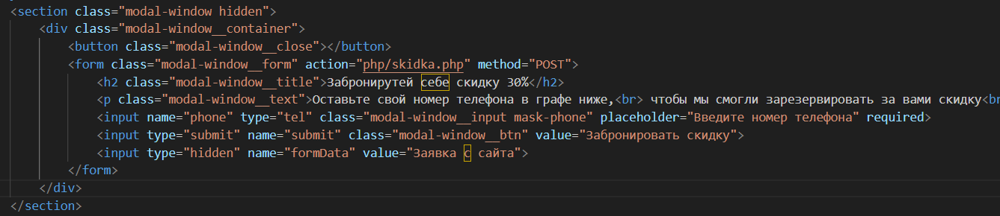 <section class="modal-window hidden">
<div class="modal-window__container">
<button class="modal-window__close"></button>
<form class="modal-window__form" action="php/skidka.php" method="POST">
<h2 class="modal-window__title">Забронирутей себе скидку 30%</h2>
<p class="modal-window__text">Оставьте свой номер телефона в графе ниже,<br> чтобы мы смогли зарезервировать за вами скидку<br
<input name="phone" type="tel" class="modal-window__input mask-phone" placeholder="Введите номер телефона" required>
<input type="submit" name="submit" class="modal-window__btn" value="Забронировать скидку">
<input type="hidden" name="formData" value="Заявка с сайта">
</form>
</div>
</section>